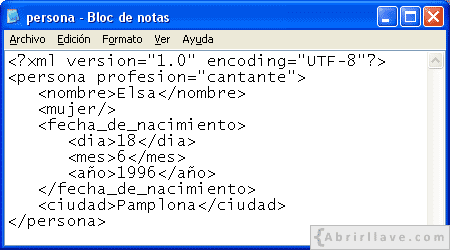 persona - Bloc de notas
Archivo Edición Formato Ver Ayuda
<?xml version="1.0" encoding="UTF-8"?>
<persona profesion="cantante">
    <nombre>Elsa</nombre>
    <mujer/>
    <fecha_de_nacimiento>
        <dia>18</dia>
        <mes>6</mes>
        <año>1996</año>
    </fecha_de_nacimiento>
    <ciudad>Pamplona</ciudad>
</persona>
{Abrirllave.com